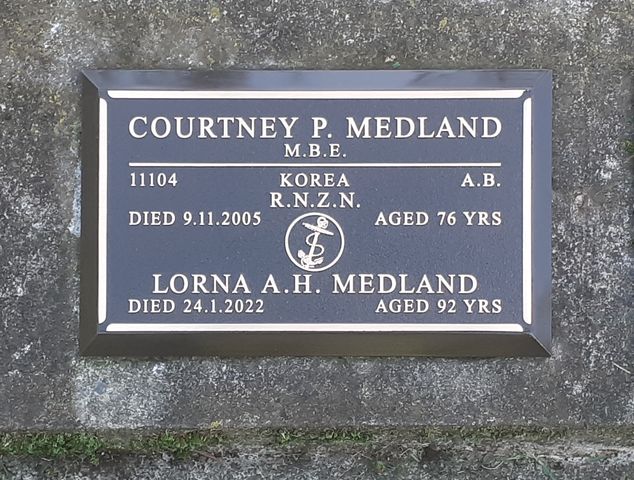 COURTNEY P. MEDLAND
M.B.E.
11104 KOREA A.B.
R.N.Z.N.
DIED 9.11.2005 AGED 76 YRS
LORNA A.H. MEDLAND
DIED 24.1.2022 AGED 92 YRS